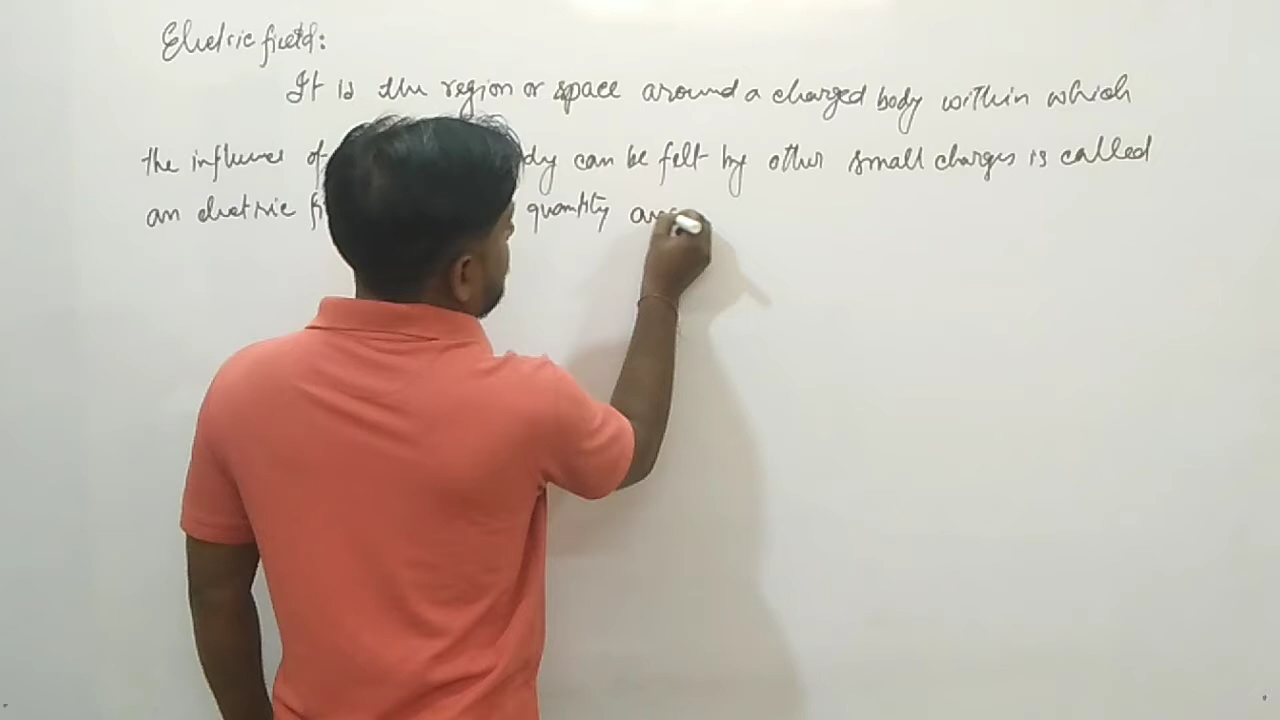 Electric field:
It is the region or space around a charged body within which
the influence of dy can be felt by other small charges is called
an electric fi quantity and